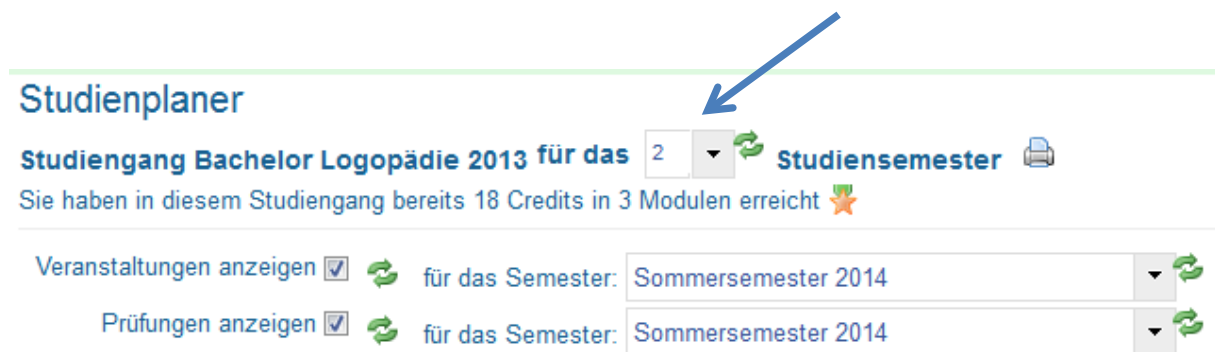 Studienplaner
Studiengang Bachelor Logopädie 2013 für das 2 Studiensemester
Sie haben in diesem Studiengang bereits 18 Credits in 3 Modulen erreicht
Veranstaltungen anzeigen für das Semester: Sommersemester 2014
Prüfungen anzeigen für das Semester: Sommersemester 2014